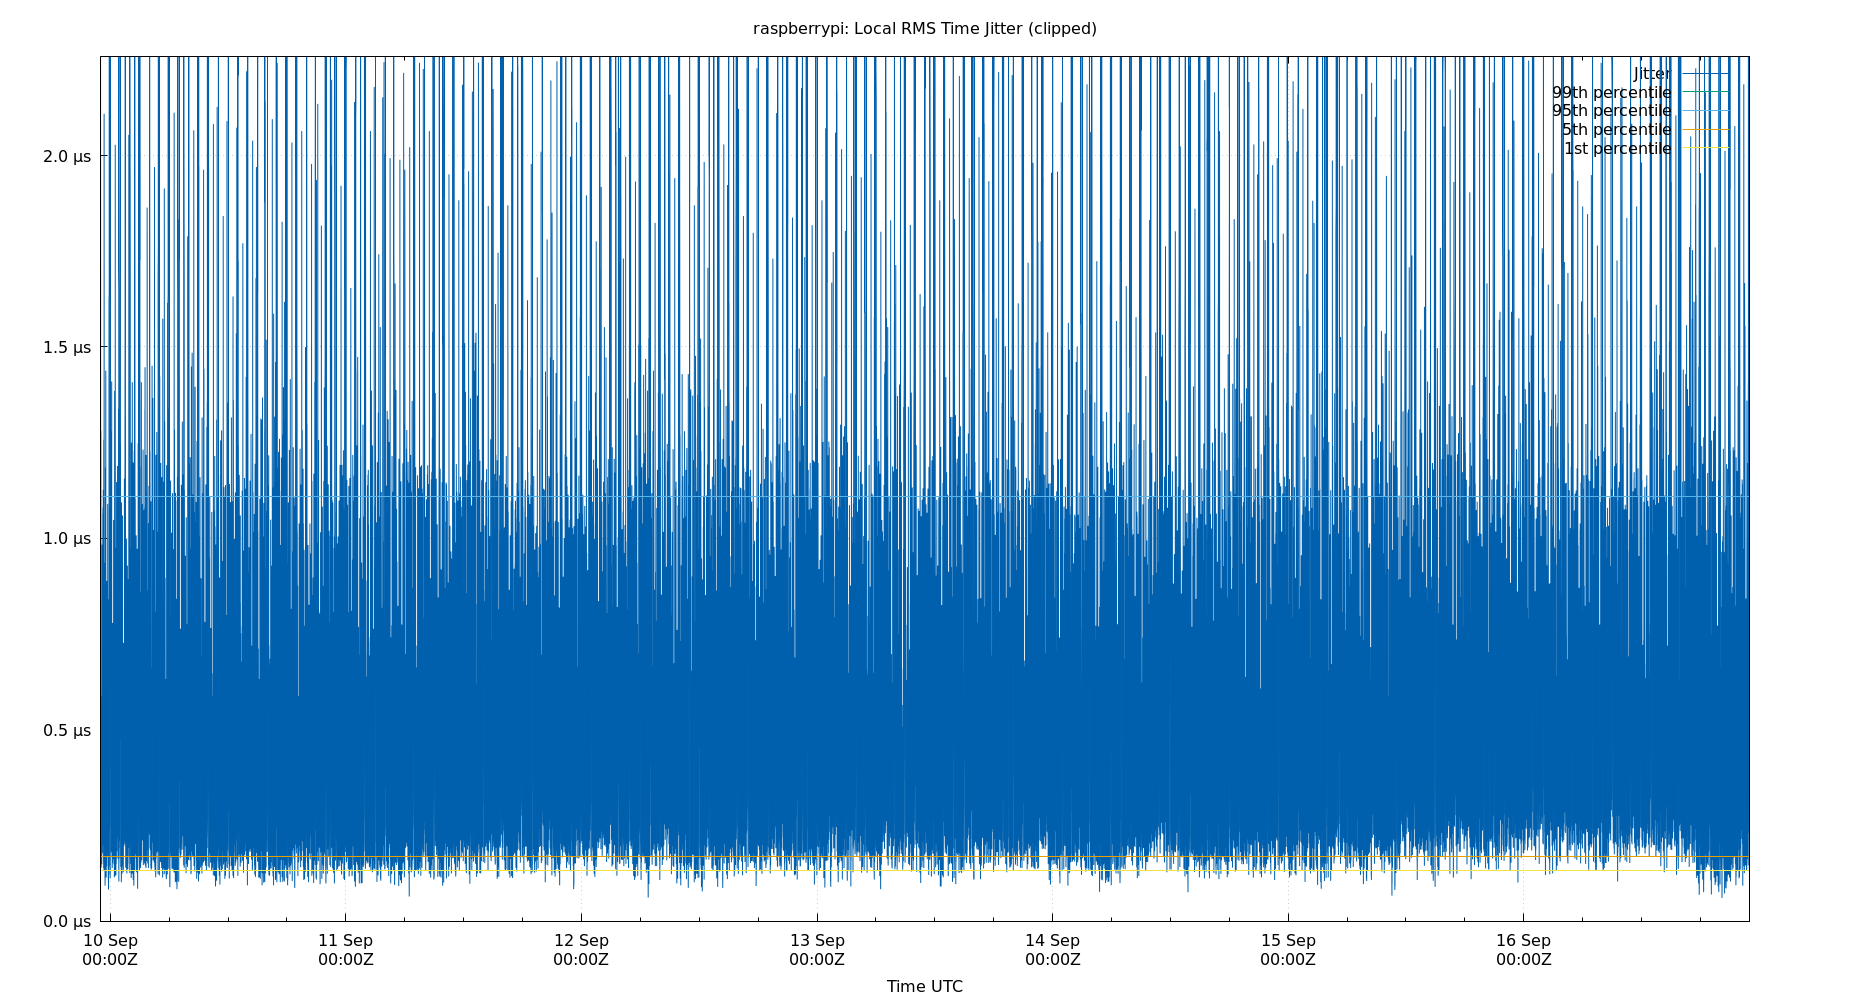 raspberrypi: Local RMS Time Jitter (clipped)
Jitter
99th percentile
95th percentile
5th percentile
1st percentile
2.0 µs
1.5 µs
1.0 µs
0.5 µs
0.0 µs
10 Sep 11 Sep 12 Sep 13 Sep 14 Sep 15 Sep 16 Sep
00:00Z 00:00Z 00:00Z 00:00Z 00:00Z 00:00Z 00:00Z
Time UTC